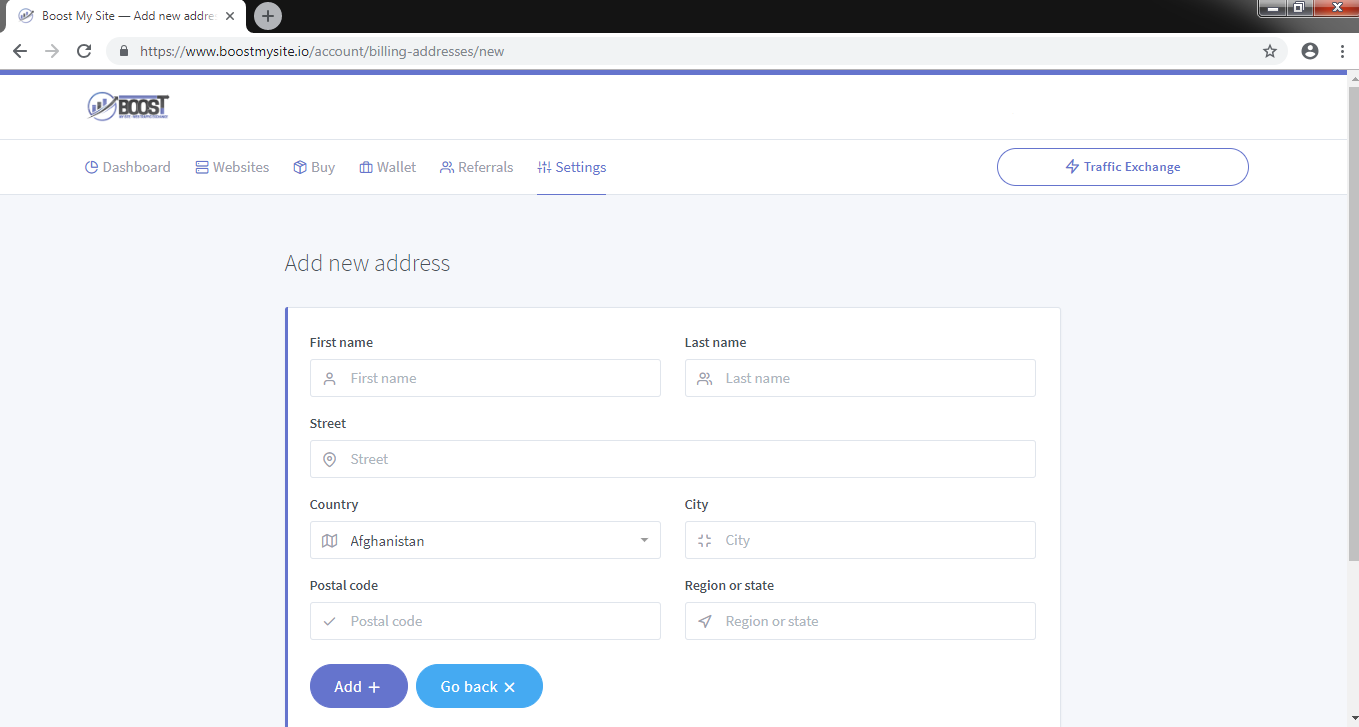 Boost My Site — Add new addre
https://www.boostmysite.io/account/billing-addresses/new
BOOST
Dashboard Websites Buy Wallet Referrals Settings Traffic Exchange
Add new address
First name Last name
First name Last name
Street
Street
Country City
Afghanistan City
Postal code Region or state
Postal code Region or state
Add Go back